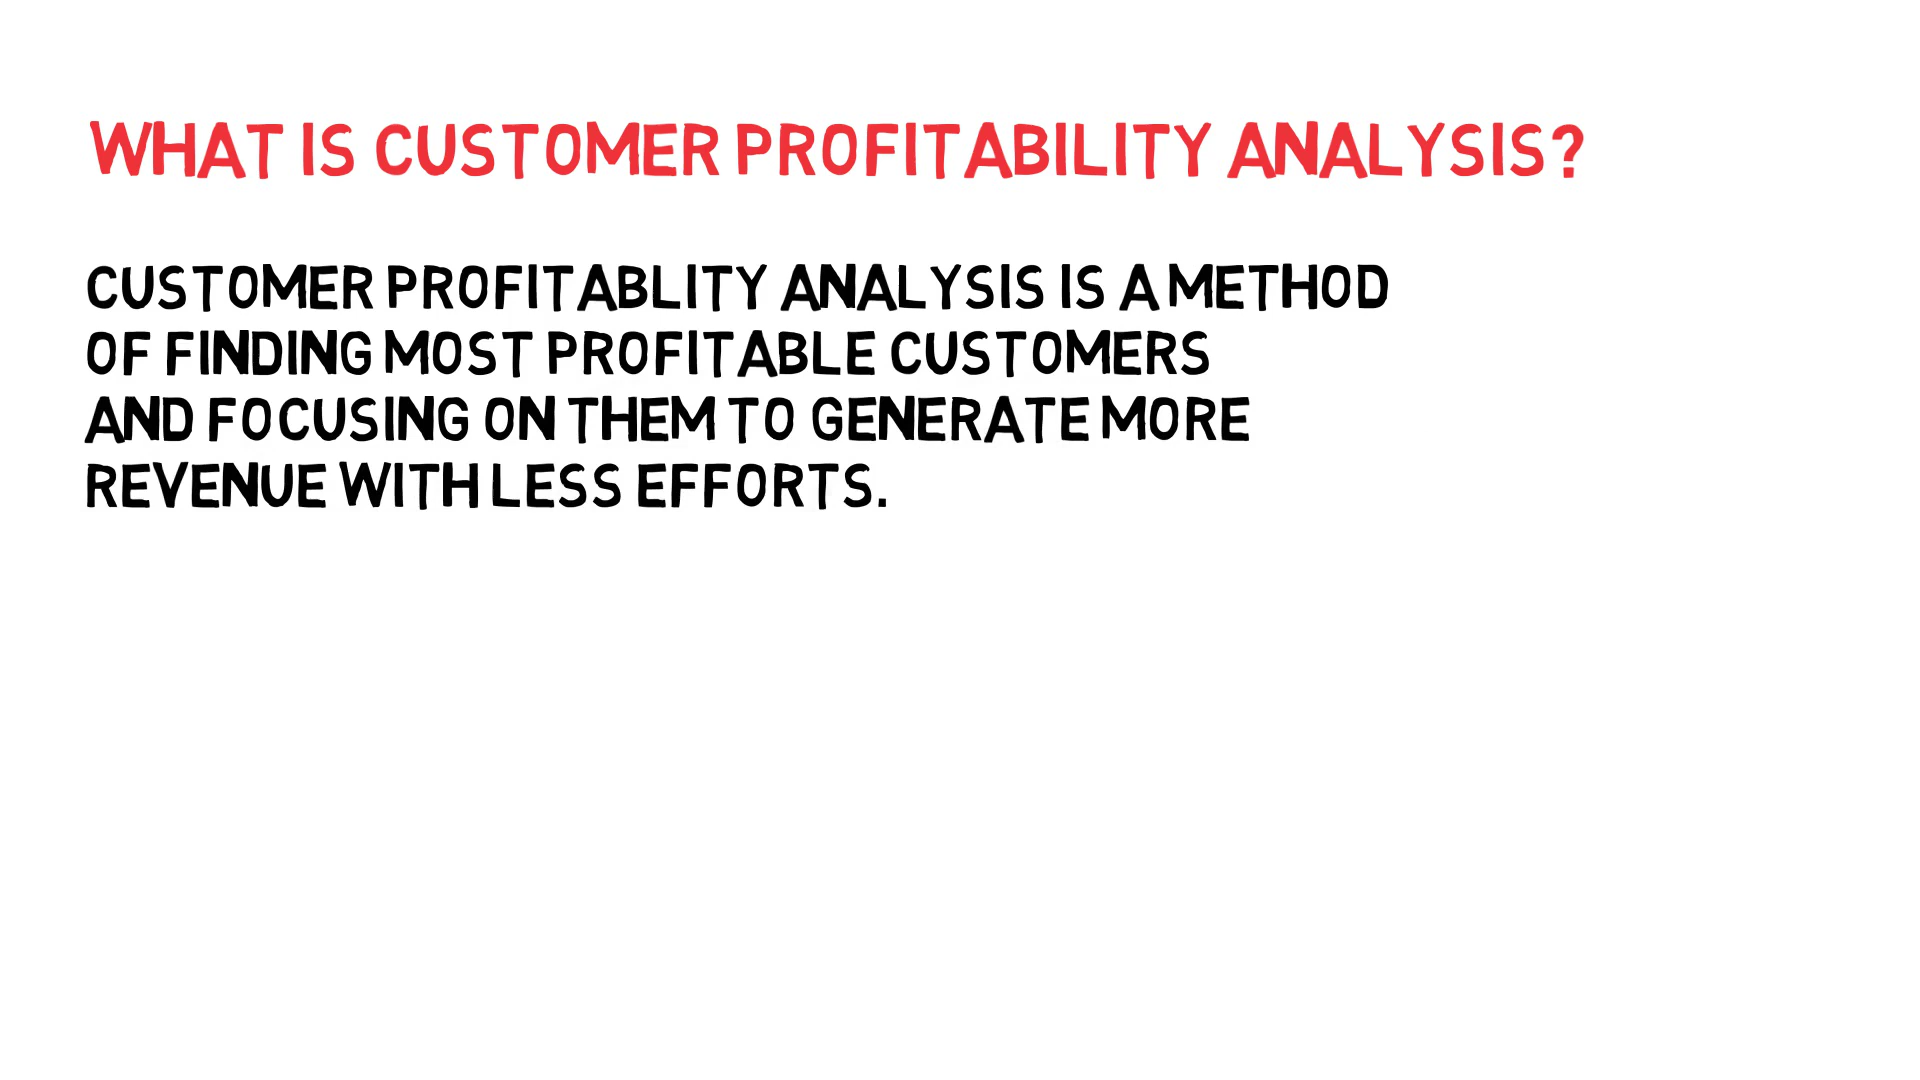 WHAT IS CUSTOMER PROFITABILITY ANALYSIS?
CUSTOMER PROFITABLITY ANALYSIS IS A METHOD
OF FINDING MOST PROFITABLE CUSTOMERS
AND FOCUSING ON THEM TO GENERATE MORE
REVENUE WITH LESS EFFORTS.